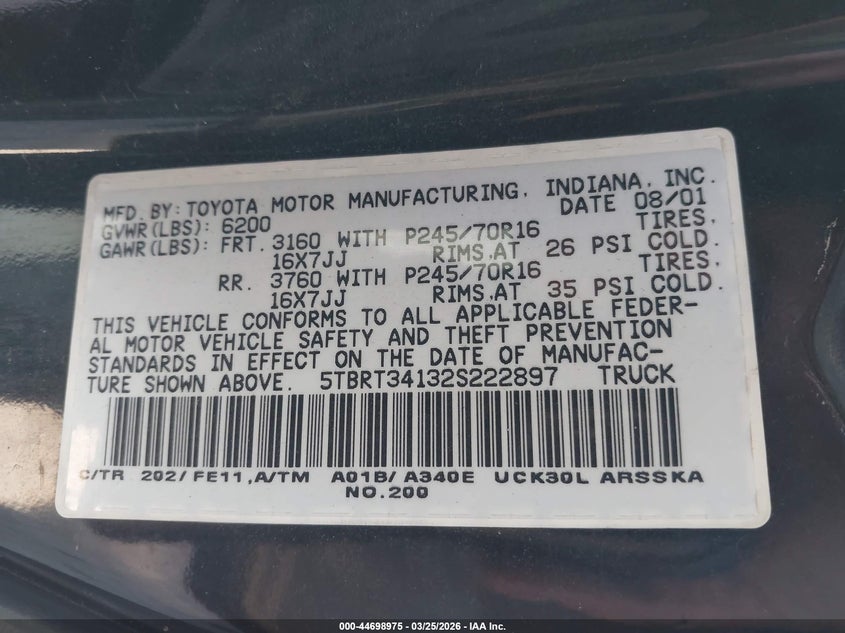 MFD. BY: TOYOTA MOTOR MANUFACTURING, INDIANA, INC.
GVWR(LBS): 6200 DATE 08/01
GAWR(LBS): FRT. 3160 WITH P245/70R16 TIRES,
16X7JJ RIMS,AT 26 PSI COLD.
RR. 3760 WITH P245/70R16 TIRES,
16X7JJ RIMS,AT 35 PSI COLD.
THIS VEHICLE CONFORMS TO ALL APPLICABLE FEDER-
AL MOTOR VEHICLE SAFETY AND THEFT PREVENTION
STANDARDS IN EFFECT ON THE DATE OF MANUFAC-
TURE SHOWN ABOVE. 5TBRT34132S222897 TRUCK
C/TR 202/FE11,A/TM A01B/A340E UCK30L ARSSKA
NO.200
000-44698975 | 03/25/2026 - IAA Inc.